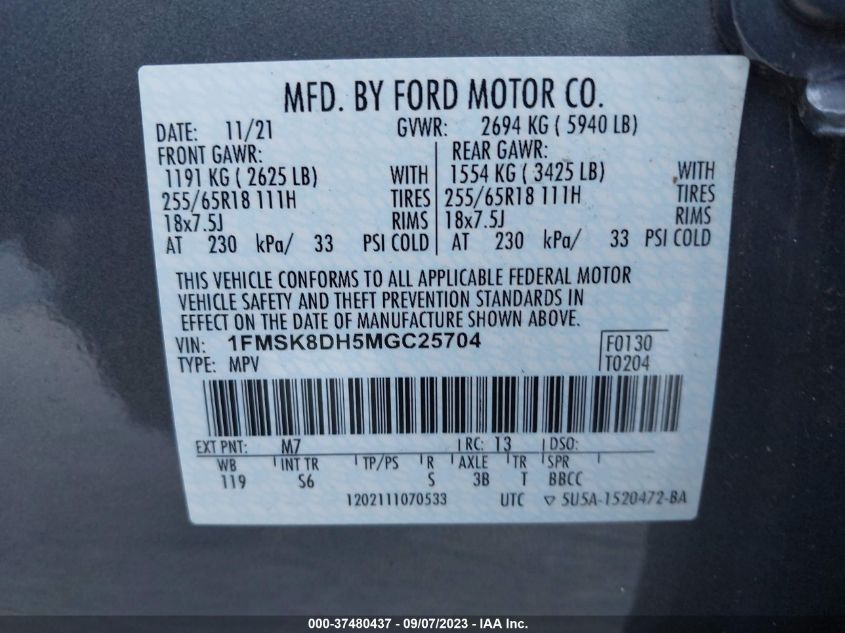 MFD. BY FORD MOTOR CO.
DATE: 11/21 GVWR: 2694 KG ( 5940 LB)
FRONT GAWR: REAR GAWR:
1191 KG ( 2625 LB) WITH 1554 KG ( 3425 LB) WITH
255/65R18 111H TIRES 255/65R18 111H TIRES
18x7.5J RIMS 18x7.5J RIMS
AT 230 kPa/ 33 PSI COLD AT 230 kPa/ 33 PSI COLD
THIS VEHICLE CONFORMS TO ALL APPLICABLE FEDERAL MOTOR
VEHICLE SAFETY AND THEFT PREVENTION STANDARDS IN
EFFECT ON THE DATE OF MANUFACTURE SHOWN ABOVE.
VIN: 1FMSK8DH5MGC25704 F0130
TYPE: MPV T0204
EXT PNT: M7 RC: 13 DSO:
WB INT TR TP/PS R AXLE TR SPR
119 S6 S 3B T BBCC
1202111070533 UTC ▽ 5U5A-1520472-BA
000-37480437 - 09/07/2023 - IAA Inc.